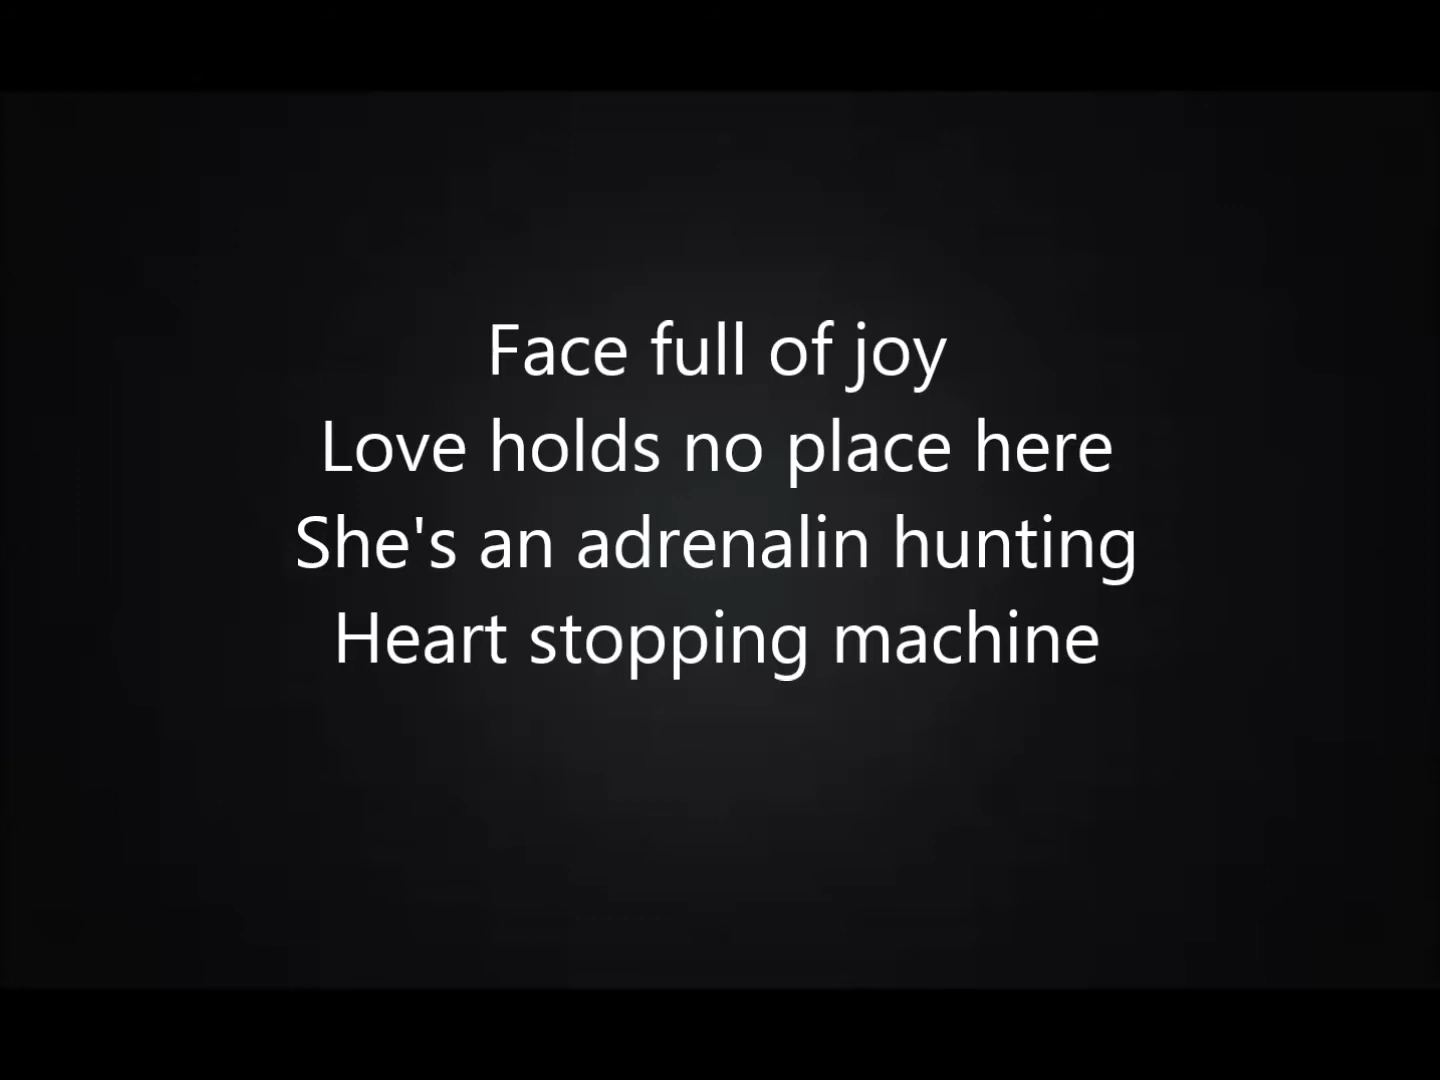 Face full of joy
Love holds no place here
She's an adrenalin hunting
Heart stopping machine